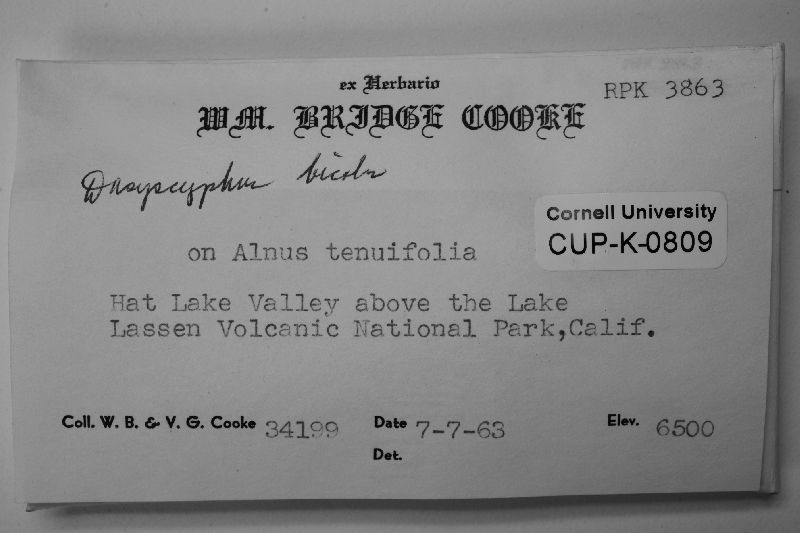 ex Herbario
RPK 3863
WM. BRIDGE COOKE
Dasyscyphus bicolor
Cornell University
CUP-K-0809
on Alnus tenuifolia
Hat Lake Valley above the Lake
Lassen Volcanic National Park,Calif.
Coll. W. B. & V. G. Cooke 34199 Date 7-7-63 Elev. 6500
Det.